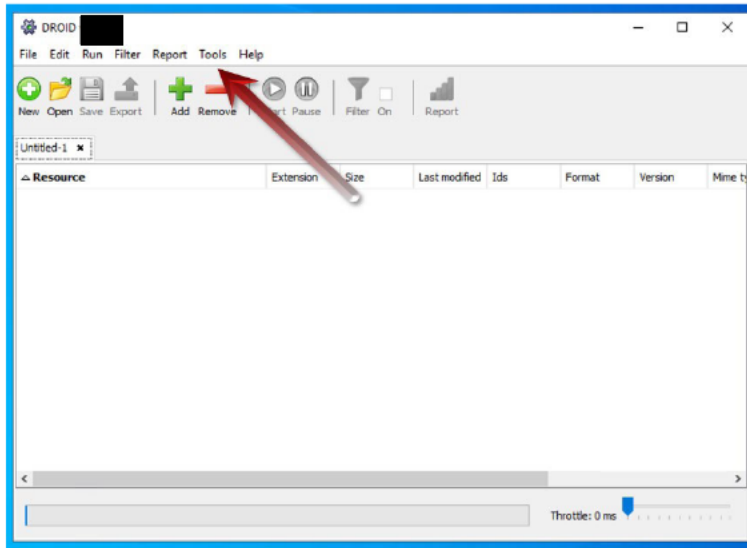 DROID
File Edit Run Filter Report Tools Help
New Open Save Export Add Remove Pause Filter On Report
Untitled-1
Resource Extension Size Last modified Ids Format Version Mime
Throttle: 0 ms